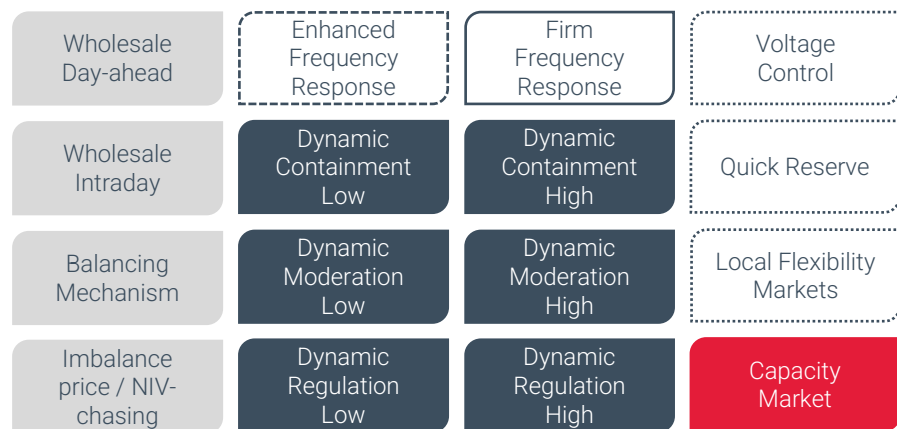 Wholesale
Day-ahead
Enhanced
Frequency
Response
Firm
Frequency
Response
Voltage
Control
Wholesale
Intraday
Dynamic
Containment
Low
Dynamic
Containment
High
Quick Reserve
Balancing
Mechanism
Dynamic
Moderation
Low
Dynamic
Moderation
High
Local Flexibility
Markets
Imbalance
price / NIV-
chasing
Dynamic
Regulation
Low
Dynamic
Regulation
High
Capacity
Market